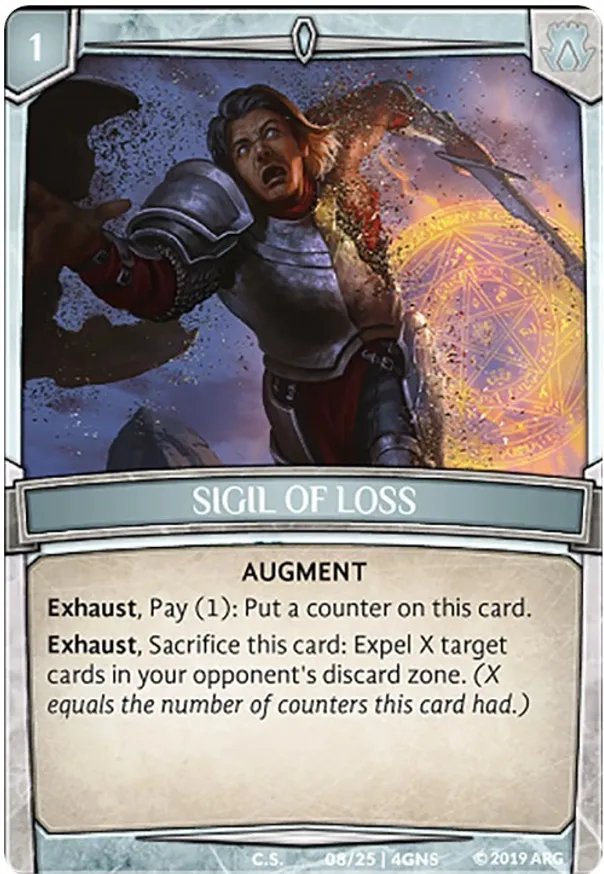 1
SIGIL OF LOSS
AUGMENT
Exhaust, Pay (1): Put a counter on this card.
Exhaust, Sacrifice this card: Expel X target
cards in your opponent's discard zone. (X
equals the number of counters this card had.)
C.S. 08/25 | 4GNS © 2019 ARG